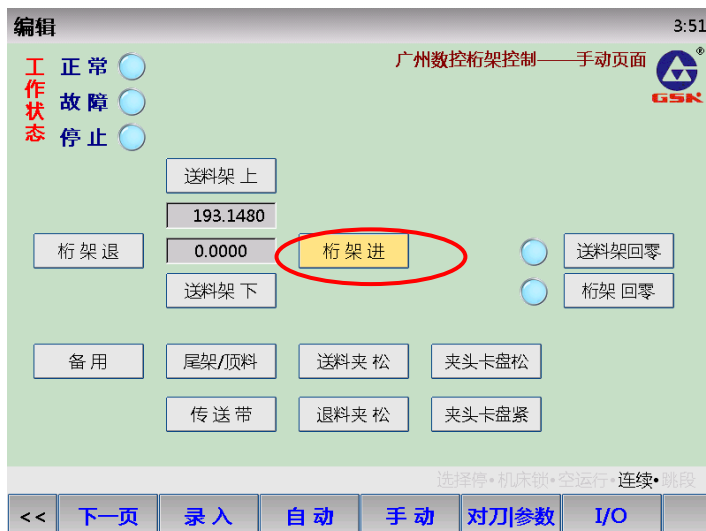 编辑 3:51
广州数控桁架控制——手动页面
®
GSK
工作状态
正常
故障
停止
送料架 上
193.1480
桁架退 0.0000 桁架进 送料架回零
送料架 下 桁架 回零
备用 尾架/顶料 送料夹 松 夹头卡盘松
传送带 退料夹 松 夹头卡盘紧
选择停•机床锁•空运行•连续•跳段
<< 下一页 录入 自动 手动 对刀|参数 I/O